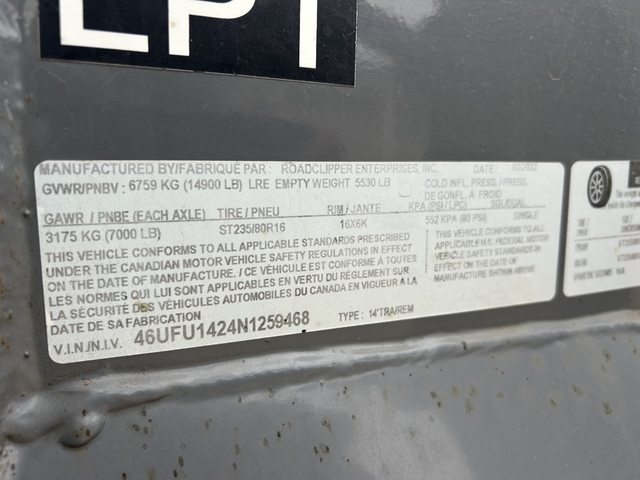 LPT
MANUFACTURED BY/FABRIQUÉ PAR : ROADCLIPPER ENTERPRISES, INC. DATE :
GVWR/PNBV : 6759 KG (14900 LB) LRE EMPTY WEIGHT 5530 LB COLD INFL. PRESS./PRESS. DE GONFL. À FROID
GAWR / PNBE (EACH AXLE) TIRE / PNEU RIM / JANTE KPA (PSI/LPC) SGL/DUAL
3175 KG (7000 LB) ST235/80R16 16X6K 552 KPA (80 PSI) SINGLE
THIS VEHICLE CONFORMS TO ALL APPLICABLE STANDARDS PRESCRIBED
UNDER THE CANADIAN MOTOR VEHICLE SAFETY REGULATIONS IN EFFECT
ON THE DATE OF MANUFACTURE. / CE VÉHICULE EST CONFORME À TOUTES
LES NORMES QUI LUI SONT APPLICABLES EN VERTU DU RÈGLEMENT SUR
LA SÉCURITÉ DES VÉHICULES AUTOMOBILES DU CANADA EN VIGUEUR À LA
DATE DE SA FABRICATION
THIS VEHICLE CONFORMS TO
ALL APPLICABLE U.S. FEDERAL
MOTOR VEHICLE SAFETY
STANDARDS IN EFFECT ON THE
DATE OF MANUFACTURE
SHOWN ABOVE.
V.I.N./N.I.V. 46UFU1424N1259468 TYPE : 14'TRA/REM